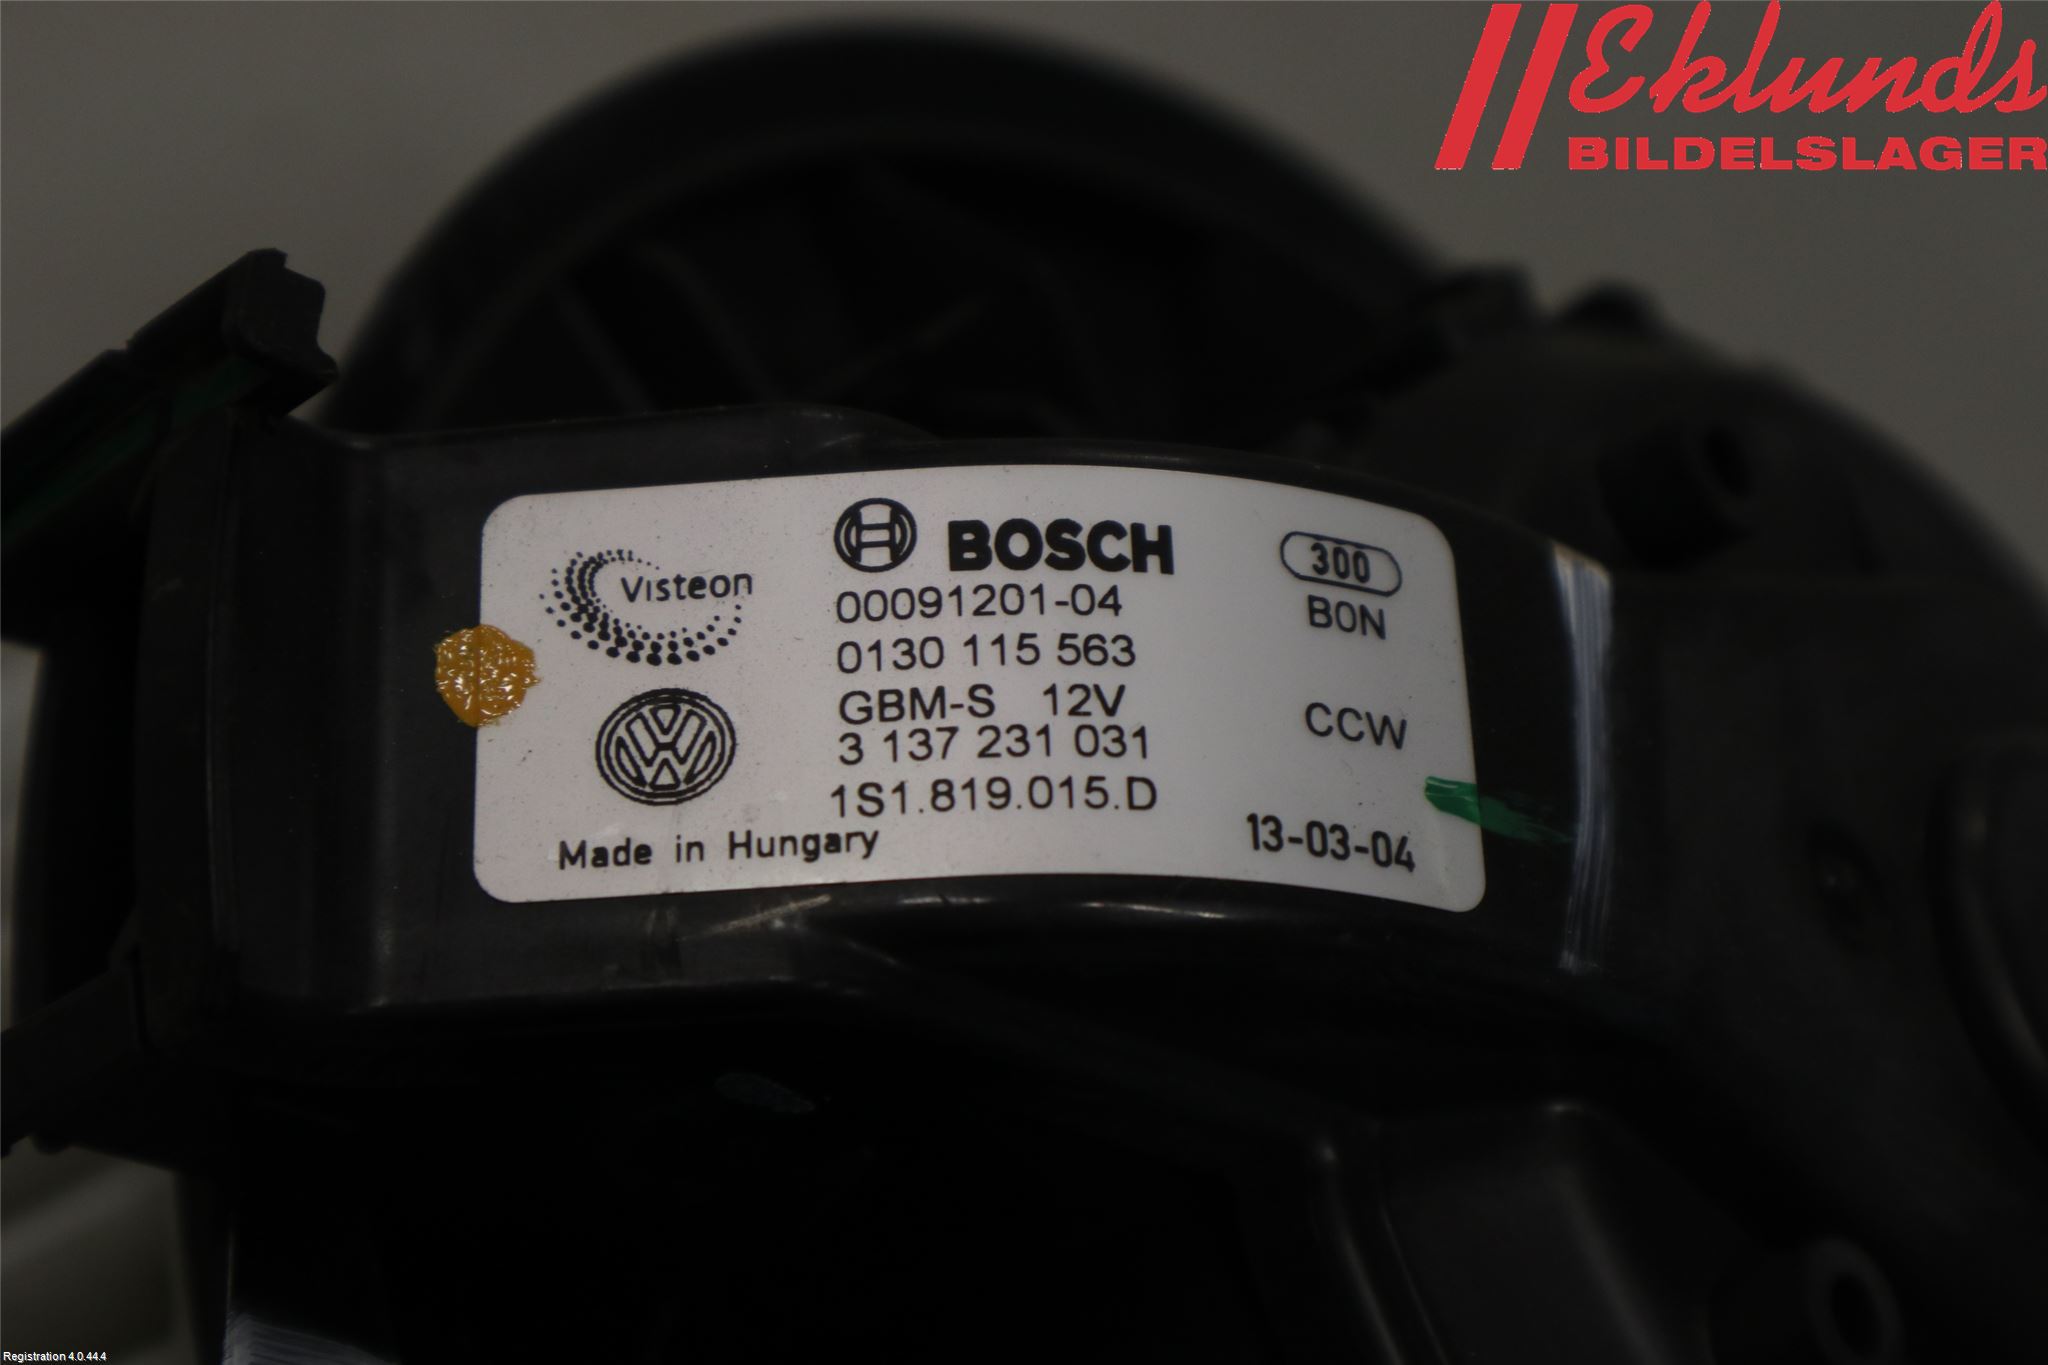 Eklunds
BILDELSLAGER
BOSCH
300
Visteon
00091201-04
BON
0130 115 563
GBM-S 12V
CCW
3 137 231 031
1S1.819.015.D
Made in Hungary
13-03-04
Registration 4.0.44.4